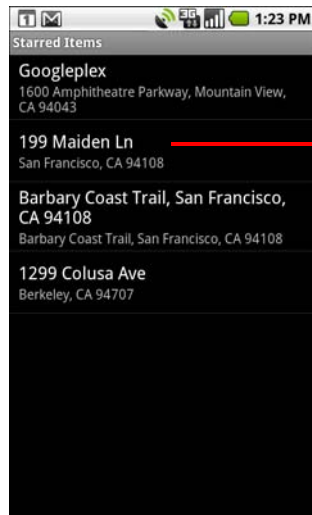 1 3G 1:23 PM
Starred Items
Googleplex
1600 Amphitheatre Parkway, Mountain View,
CA 94043
199 Maiden Ln
San Francisco, CA 94108
Barbary Coast Trail, San Francisco,
CA 94108
Barbary Coast Trail, San Francisco, CA 94108
1299 Colusa Ave
Berkeley, CA 94707